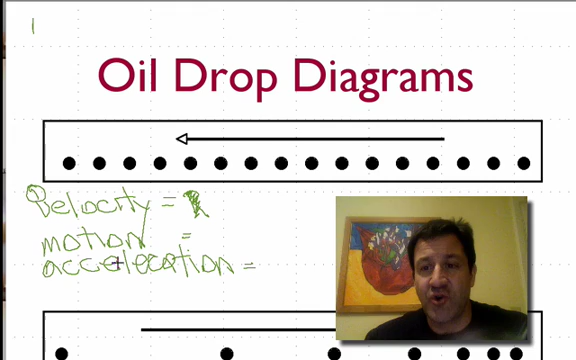 Oil Drop Diagrams
Velocity =
motion =
acceleration =